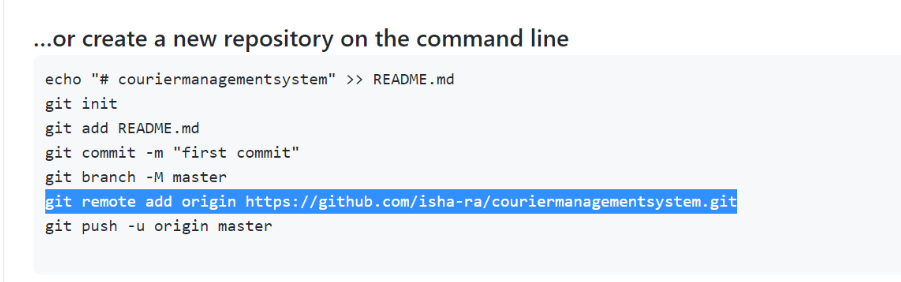 ...or create a new repository on the command line
echo "# couriermanagementsystem" >> README.md
git init
git add README.md
git commit -m "first commit"
git branch -M master
git remote add origin https://github.com/isha-ra/couriermanagementsystem.git
git push -u origin master